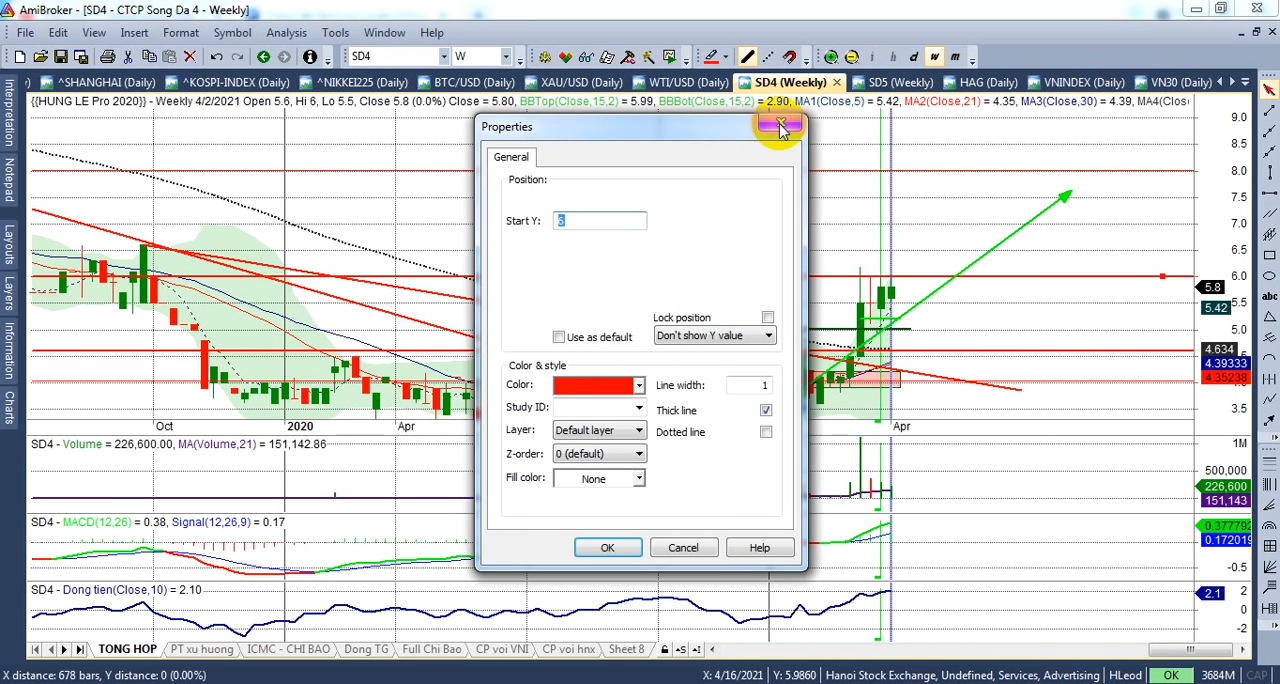 AmiBroker - [SD4 - CTCP Song Da 4 - Weekly]
File Edit View Insert Format Symbol Analysis Tools Window Help
SD4 W i h d w m
^SHANGHAI (Daily) ^KOSPI-INDEX (Daily) ^NIKKEI225 (Daily) BTC/USD (Daily) XAU/USD (Daily) WTI/USD (Daily) SD4 (Weekly) SD5 (Weekly) HAG (Daily) VNINDEX (Daily) VN30 (Daily)
{{HUNG LE Pro 2020}} - Weekly 4/2/2021 Open 5.6, Hi 6, Lo 5.5, Close 5.8 (0.0%) Close = 5.80, BBTop(Close,15,2) = 5.99, BBBot(Close,15,2) = 2.90, MA1(Close,5) = 5.42, MA2(Close,21) = 4.35, MA3(Close,30) = 4.39, MA4(Clos
Interpretation
Notepad
Layouts
Layers
Information
Charts
Properties
General
Position:
Start Y: 6
Lock position
Use as default Don't show Y value
Color & style
Color: Line width: 1
Study ID: Thick line
Layer: Default layer Dotted line
Z-order: 0 (default)
Fill color: None
OK Cancel Help
9.0
8.5
8.0
7.5
7.0
6.5
6.0
5.8
5.5
5.42
5.0
4.634
4.39333
4.35238
3.5
abc
Oct 2020 Apr Apr
SD4 - Volume = 226,600.00, MA(Volume,21) = 151,142.86
1M
500,000
226,600
151,143
SD4 - MACD(12,26) = 0.38, Signal(12,26,9) = 0.17
0.377792
0.172019
-0.5
SD4 - Dong tien(Close,10) = 2.10
2
2.1
0
-2
TONG HOP PT xu huong ICMC - CHI BAO Dong TG Full Chi Bao CP voi VNI CP voi hnx Sheet 8
X distance: 678 bars, Y distance: 0 (0.00%) X: 4/16/2021 Y: 5.9860 Hanoi Stock Exchange, Undefined, Services, Advertising HLeod OK 3684M CAP